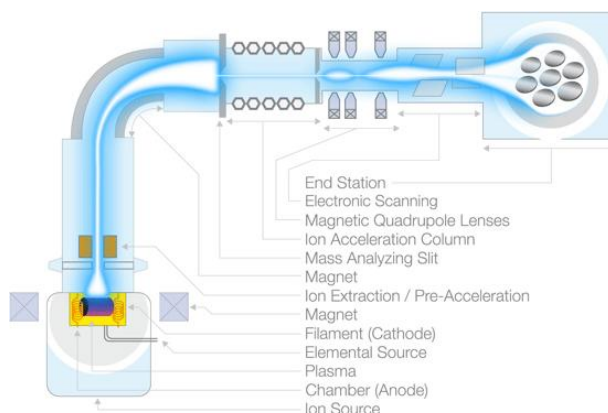 End Station
Electronic Scanning
Magnetic Quadrupole Lenses
Ion Acceleration Column
Mass Analyzing Slit
Magnet
Ion Extraction / Pre-Acceleration
Magnet
Filament (Cathode)
Elemental Source
Plasma
Chamber (Anode)
Ion Source